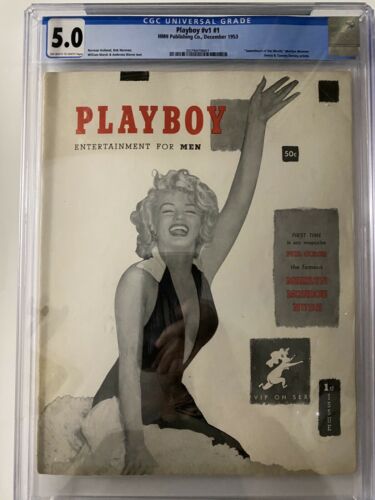 CGC UNIVERSAL GRADE
5.0
Playboy #v1 #1
HMH Publishing Co., December 1953
PLAYBOY
ENTERTAINMENT FOR MEN
50c
FIRST TIME
in any magazine
FULL COLOR
the famous
MARILYN
MONROE
NUDE
VIP ON SEX
1st
ISSUE